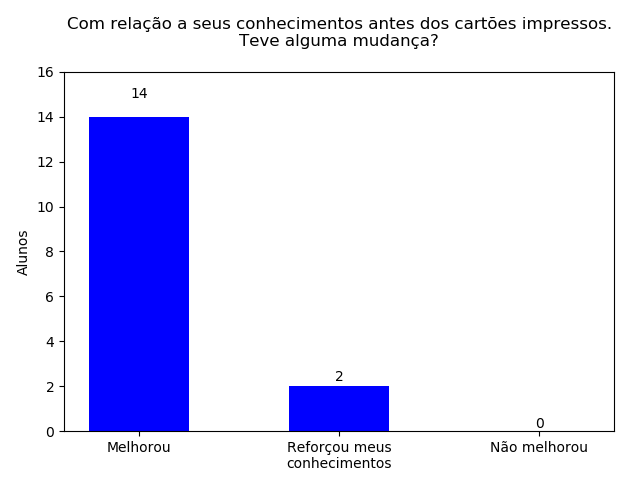 Com relação a seus conhecimentos antes dos cartões impressos.
Teve alguma mudança?
16
14
12
10
8
6
4
2
0
Alunos
14
2
0
Melhorou
Reforçou meus
conhecimentos
Não melhorou